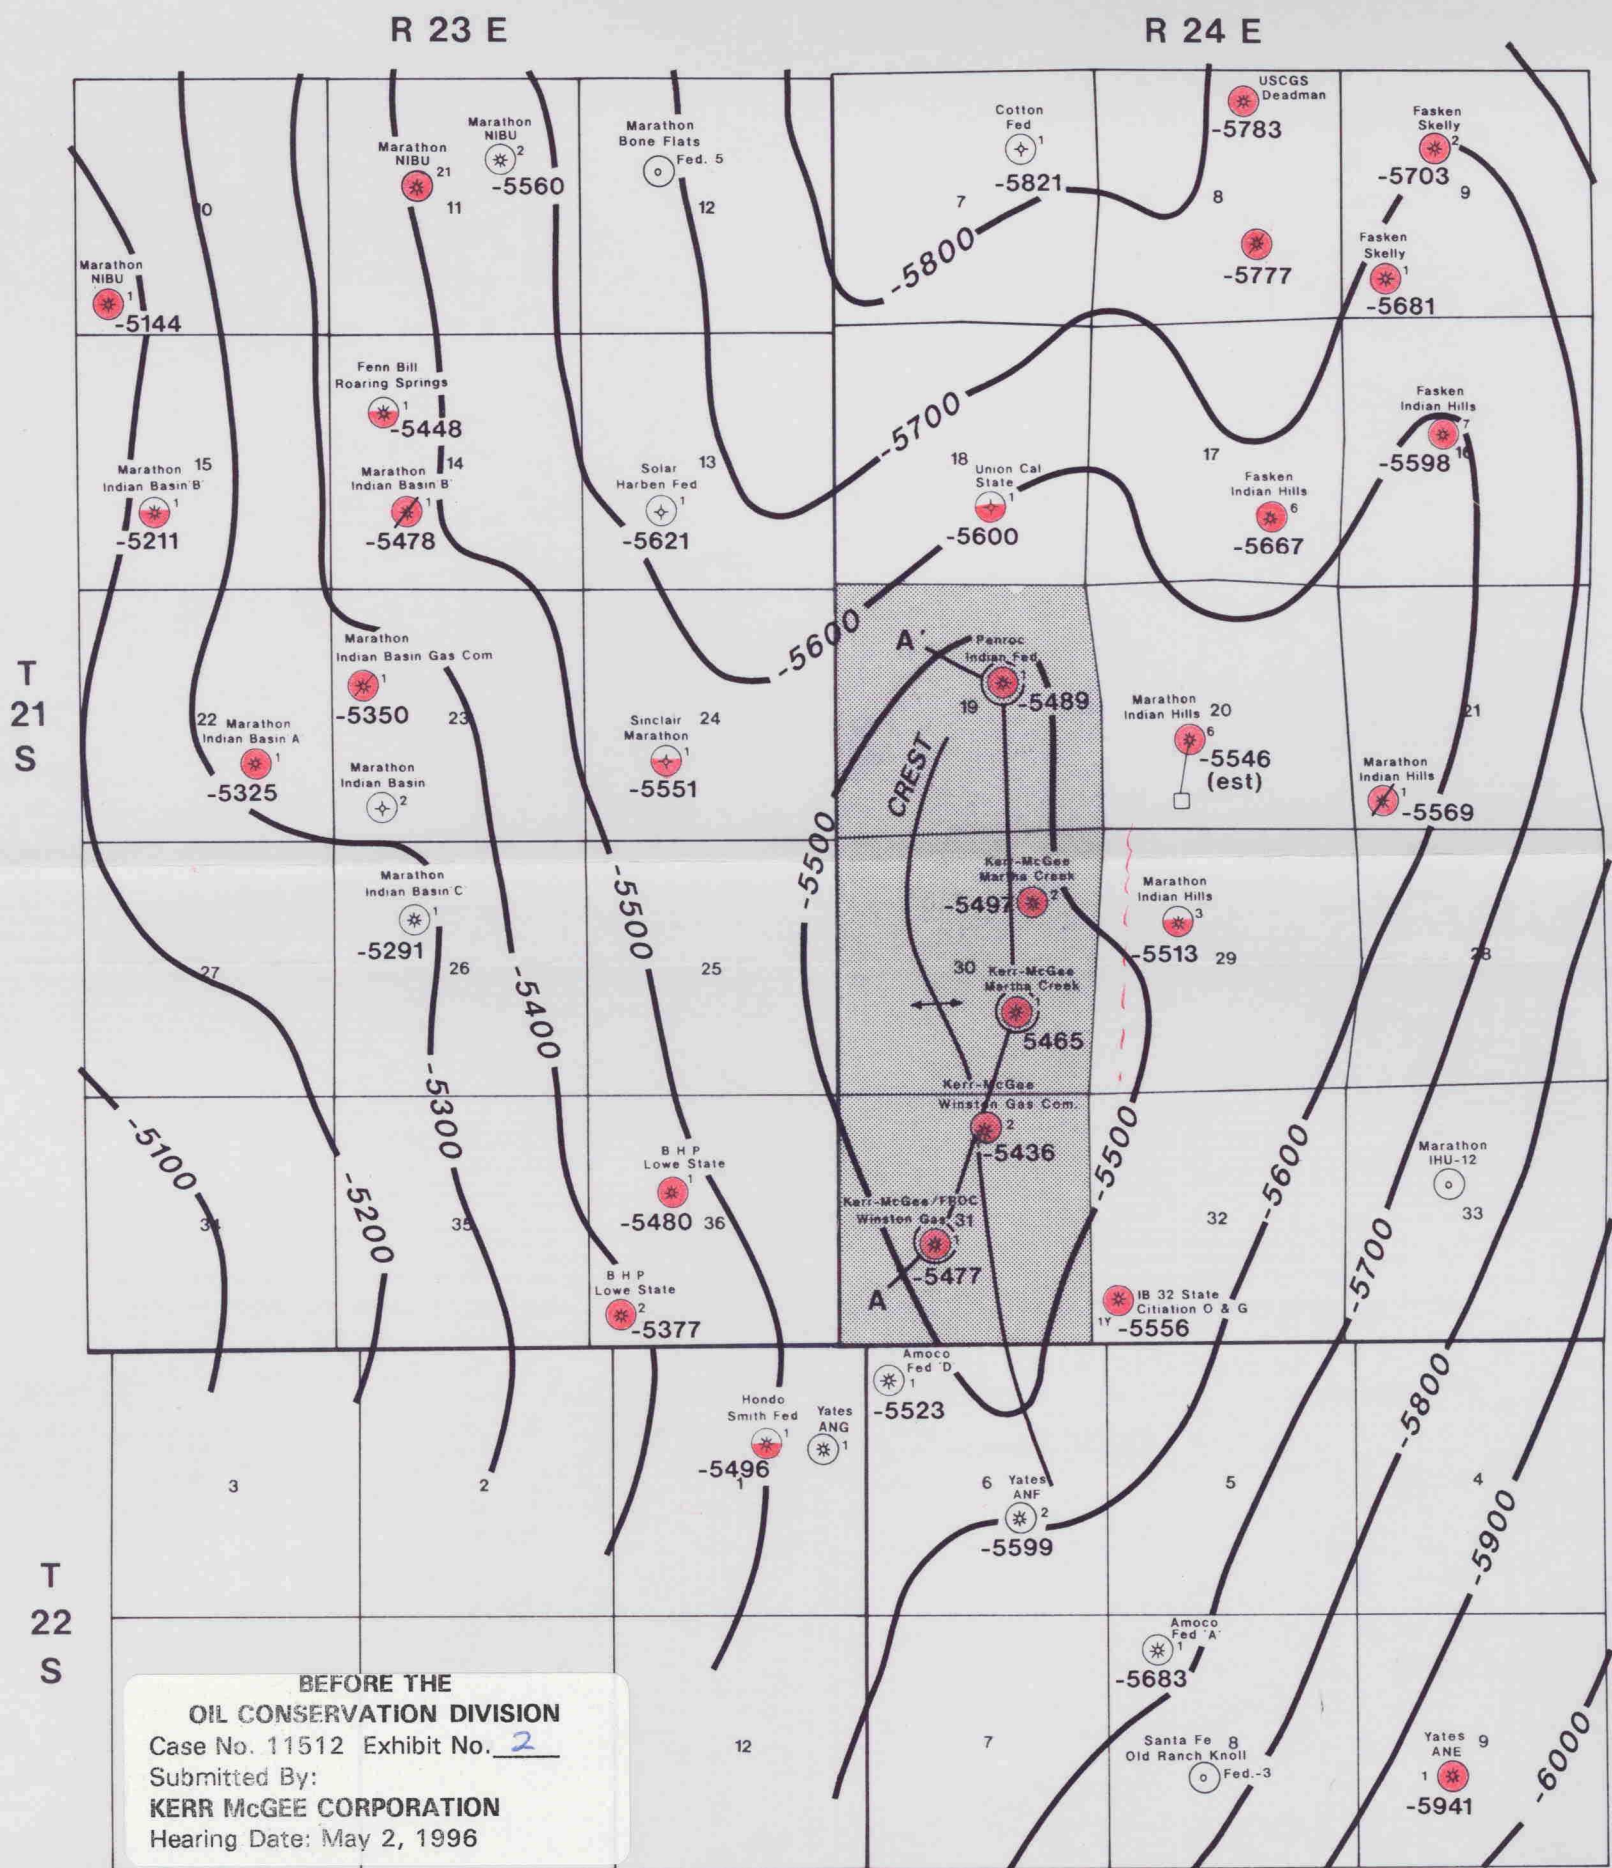 R 23 E
R 24 E
T
21
S
T
22
S
10
Marathon
NIBU
21
11
Marathon
NIBU
2
-5560
Marathon
Bone Flats
Fed. 5
12
Cotton
Fed
1
-5821
7
-5800
USCGS
Deadman
-5783
8
-5777
Fasken
Skelly
2
-5703
9
Fasken
Skelly
1
-5681
Marathon
NIBU
1
-5144
Fenn Bill
Roaring Springs
1
-5448
Marathon
Indian Basin'B'
15
1
-5211
Marathon
Indian Basin B'
14
1
-5478
Solar
Harben Fed
13
1
-5621
-5700
18
Union Cal
State
1
-5600
17
Fasken
Indian Hills
6
-5667
Fasken
Indian Hills
7
-5598
16
Marathon
Indian Basin Gas Com
1
-5350
23
22
Marathon
Indian Basin A
1
-5325
Marathon
Indian Basin
2
Sinclair
Marathon
24
1
-5551
-5600
A'
Penroc
Indian Fed
1
-5489
19
CREST
Marathon
Indian Hills
20
6
-5546
(est)
21
Marathon
Indian Hills
1
-5569
Marathon
Indian Basin'C'
1
-5291
27
26
-5400
-5500
25
-5500
Kerr-McGee
Martha Creek
-5497
2
30
Kerr-McGee
Martha Creek
1
5465
Marathon
Indian Hills
3
-5513
29
28
-5100
34
-5200
-5300
35
B H P
Lowe State
1
-5480
36
B H P
Lowe State
2
-5377
Kerr-McGee
Winston Gas Com.
2
-5436
Kerr-McGee/FROC
Winston Gas
31
1
-5477
A
-5500
32
-5600
IB 32 State
Citiation O & G
1Y
-5556
-5700
Marathon
IHU-12
33
3
2
Hondo
Smith Fed
1
-5496
1
Yates
ANG
1
Amoco
Fed 'D'
1
-5523
6
Yates
ANF
2
-5599
5
-5800
4
-5900
12
7
Amoco
Fed 'A'
1
-5683
Santa Fe
Old Ranch Knoll
Fed.-3
8
Yates
ANE
9
1
-5941
-6000
BEFORE THE
OIL CONSERVATION DIVISION
Case No. 11512 Exhibit No. 2
Submitted By:
KERR McGEE CORPORATION
Hearing Date: May 2, 1996